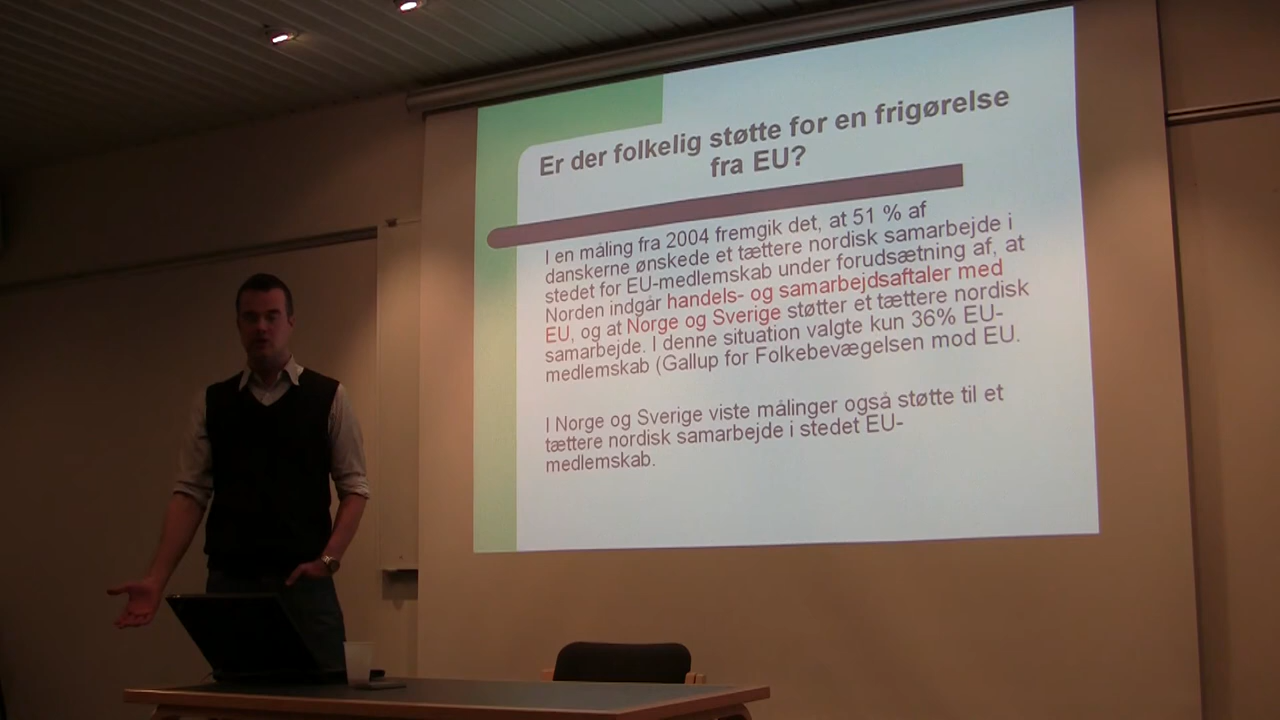 Er der folkelig støtte for en frigørelse
fra EU?
I en måling fra 2004 fremgik det, at 51 % af
danskerne ønskede et tættere nordisk samarbejde i
stedet for EU-medlemskab under forudsætning af, at
Norden indgår handels- og samarbejdsaftaler med
EU, og at Norge og Sverige støtter et tættere nordisk
samarbejde. I denne situation valgte kun 36% EU-
medlemskab (Gallup for Folkebevægelsen mod EU.
I Norge og Sverige viste målinger også støtte til et
tættere nordisk samarbejde i stedet EU-
medlemskab.